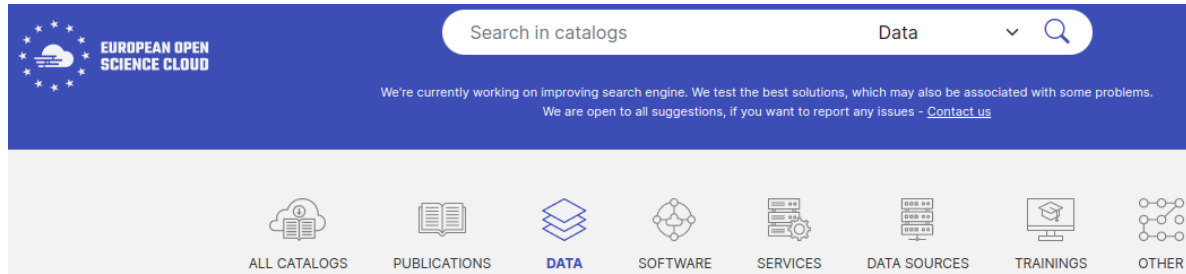 EUROPEAN OPEN
SCIENCE CLOUD
Search in catalogs
Data
We're currently working on improving search engine. We test the best solutions, which may also be associated with some problems.
We are open to all suggestions, if you want to report any issues - Contact us
ALL CATALOGS
PUBLICATIONS
DATA
SOFTWARE
SERVICES
DATA SOURCES
TRAININGS
OTHER